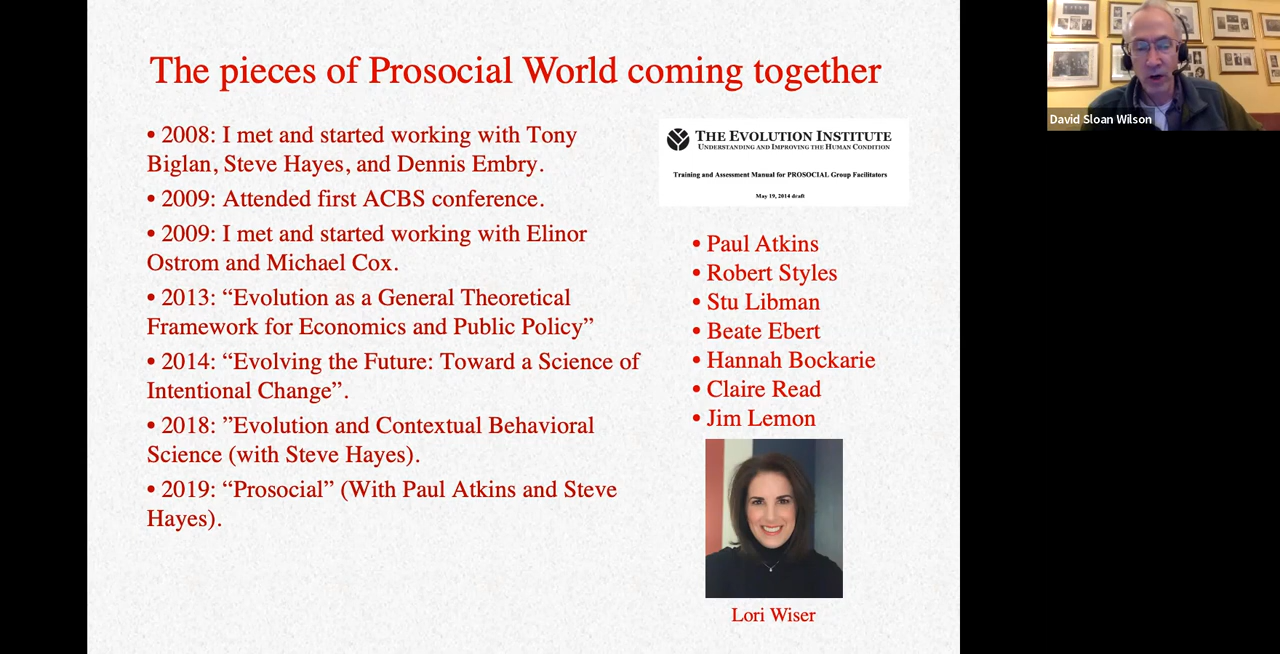 The pieces of Prosocial World coming together
• 2008: I met and started working with Tony
Biglan, Steve Hayes, and Dennis Embry.
• 2009: Attended first ACBS conference.
• 2009: I met and started working with Elinor
Ostrom and Michael Cox.
• 2013: “Evolution as a General Theoretical
Framework for Economics and Public Policy”
• 2014: “Evolving the Future: Toward a Science of
Intentional Change”.
• 2018: ”Evolution and Contextual Behavioral
Science (with Steve Hayes).
• 2019: “Prosocial” (With Paul Atkins and Steve
Hayes).
THE EVOLUTION INSTITUTE
UNDERSTANDING AND IMPROVING THE HUMAN CONDITION
Training and Assessment Manual for PROSOCIAL Group Facilitators
May 19, 2014 draft
• Paul Atkins
• Robert Styles
• Stu Libman
• Beate Ebert
• Hannah Bockarie
• Claire Read
• Jim Lemon
Lori Wiser
David Sloan Wilson